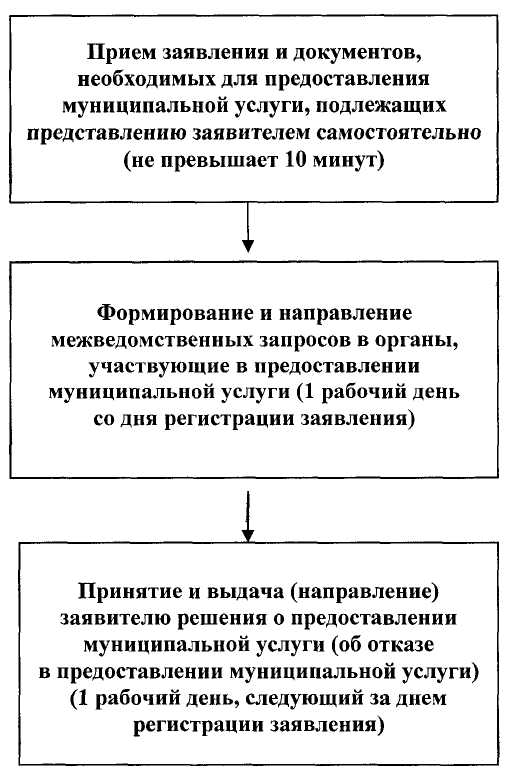 Прием заявления и документов,
необходимых для предоставления
муниципальной услуги, подлежащих
представлению заявителем самостоятельно
(не превышает 10 минут)
Формирование и направление
межведомственных запросов в органы,
участвующие в предоставлении
муниципальной услуги (1 рабочий день
со дня регистрации заявления)
Принятие и выдача (направление)
заявителю решения о предоставлении
муниципальной услуги (об отказе
в предоставлении муниципальной услуги)
(1 рабочий день, следующий за днем
регистрации заявления)